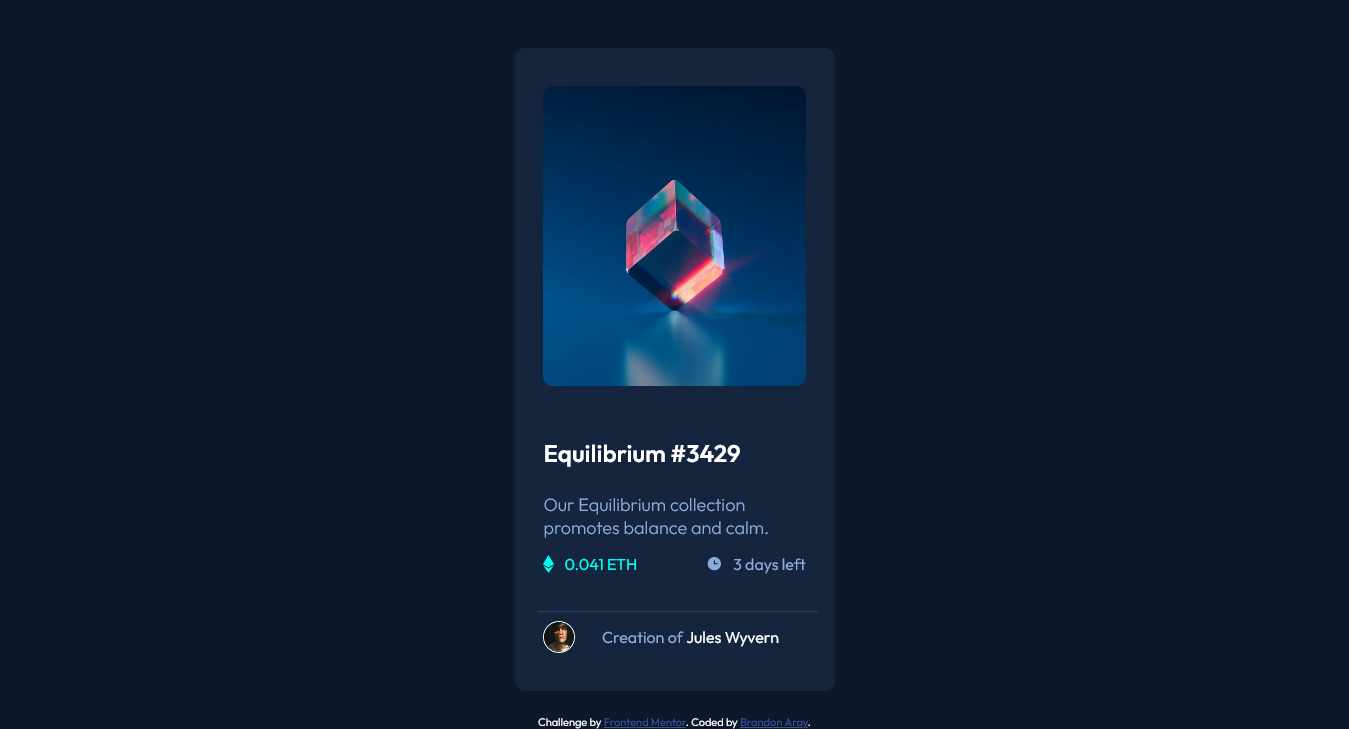 Equilibrium #3429
Our Equilibrium collection
promotes balance and calm.
0.041 ETH 3 days left
Creation of Jules Wyvern
Challenge by Frontend Mentor. Coded by Brandon Aray.